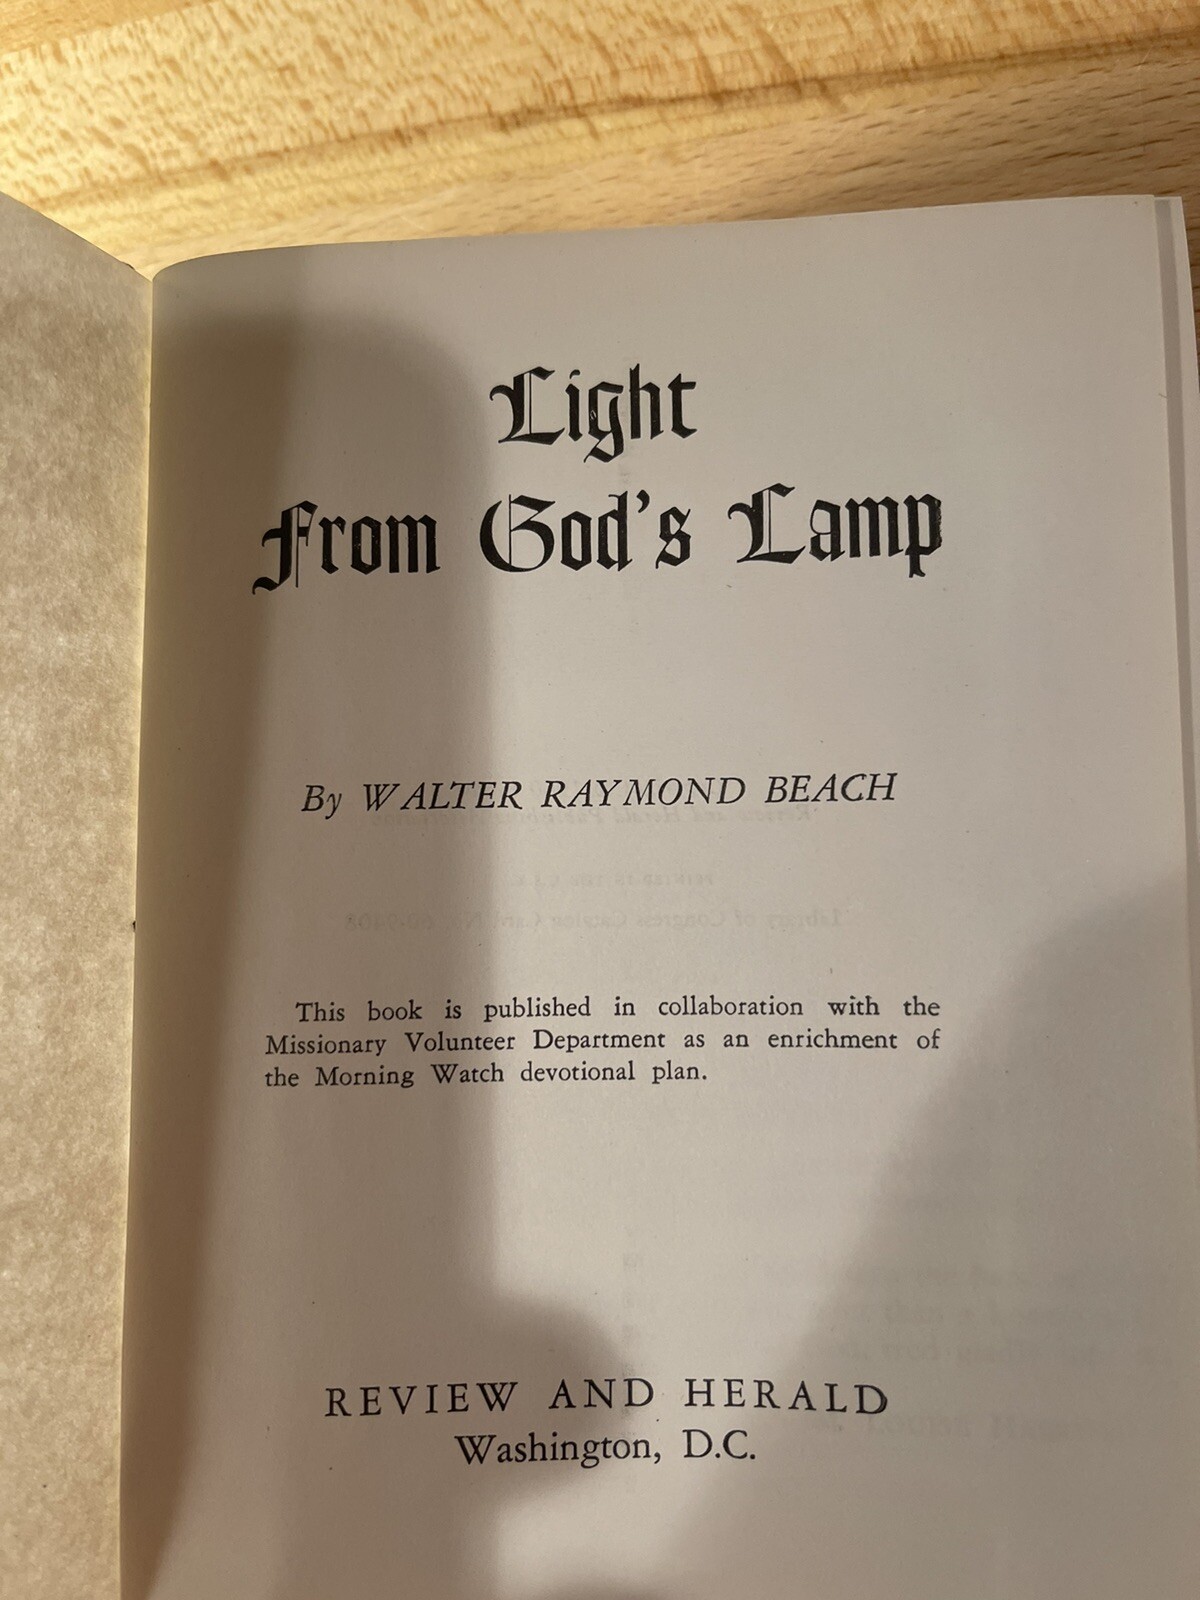 Light
From God's Lamp
By WALTER RAYMOND BEACH
This book is published in collaboration with the
Missionary Volunteer Department as an enrichment of
the Morning Watch devotional plan.
REVIEW AND HERALD
Washington, D.C.